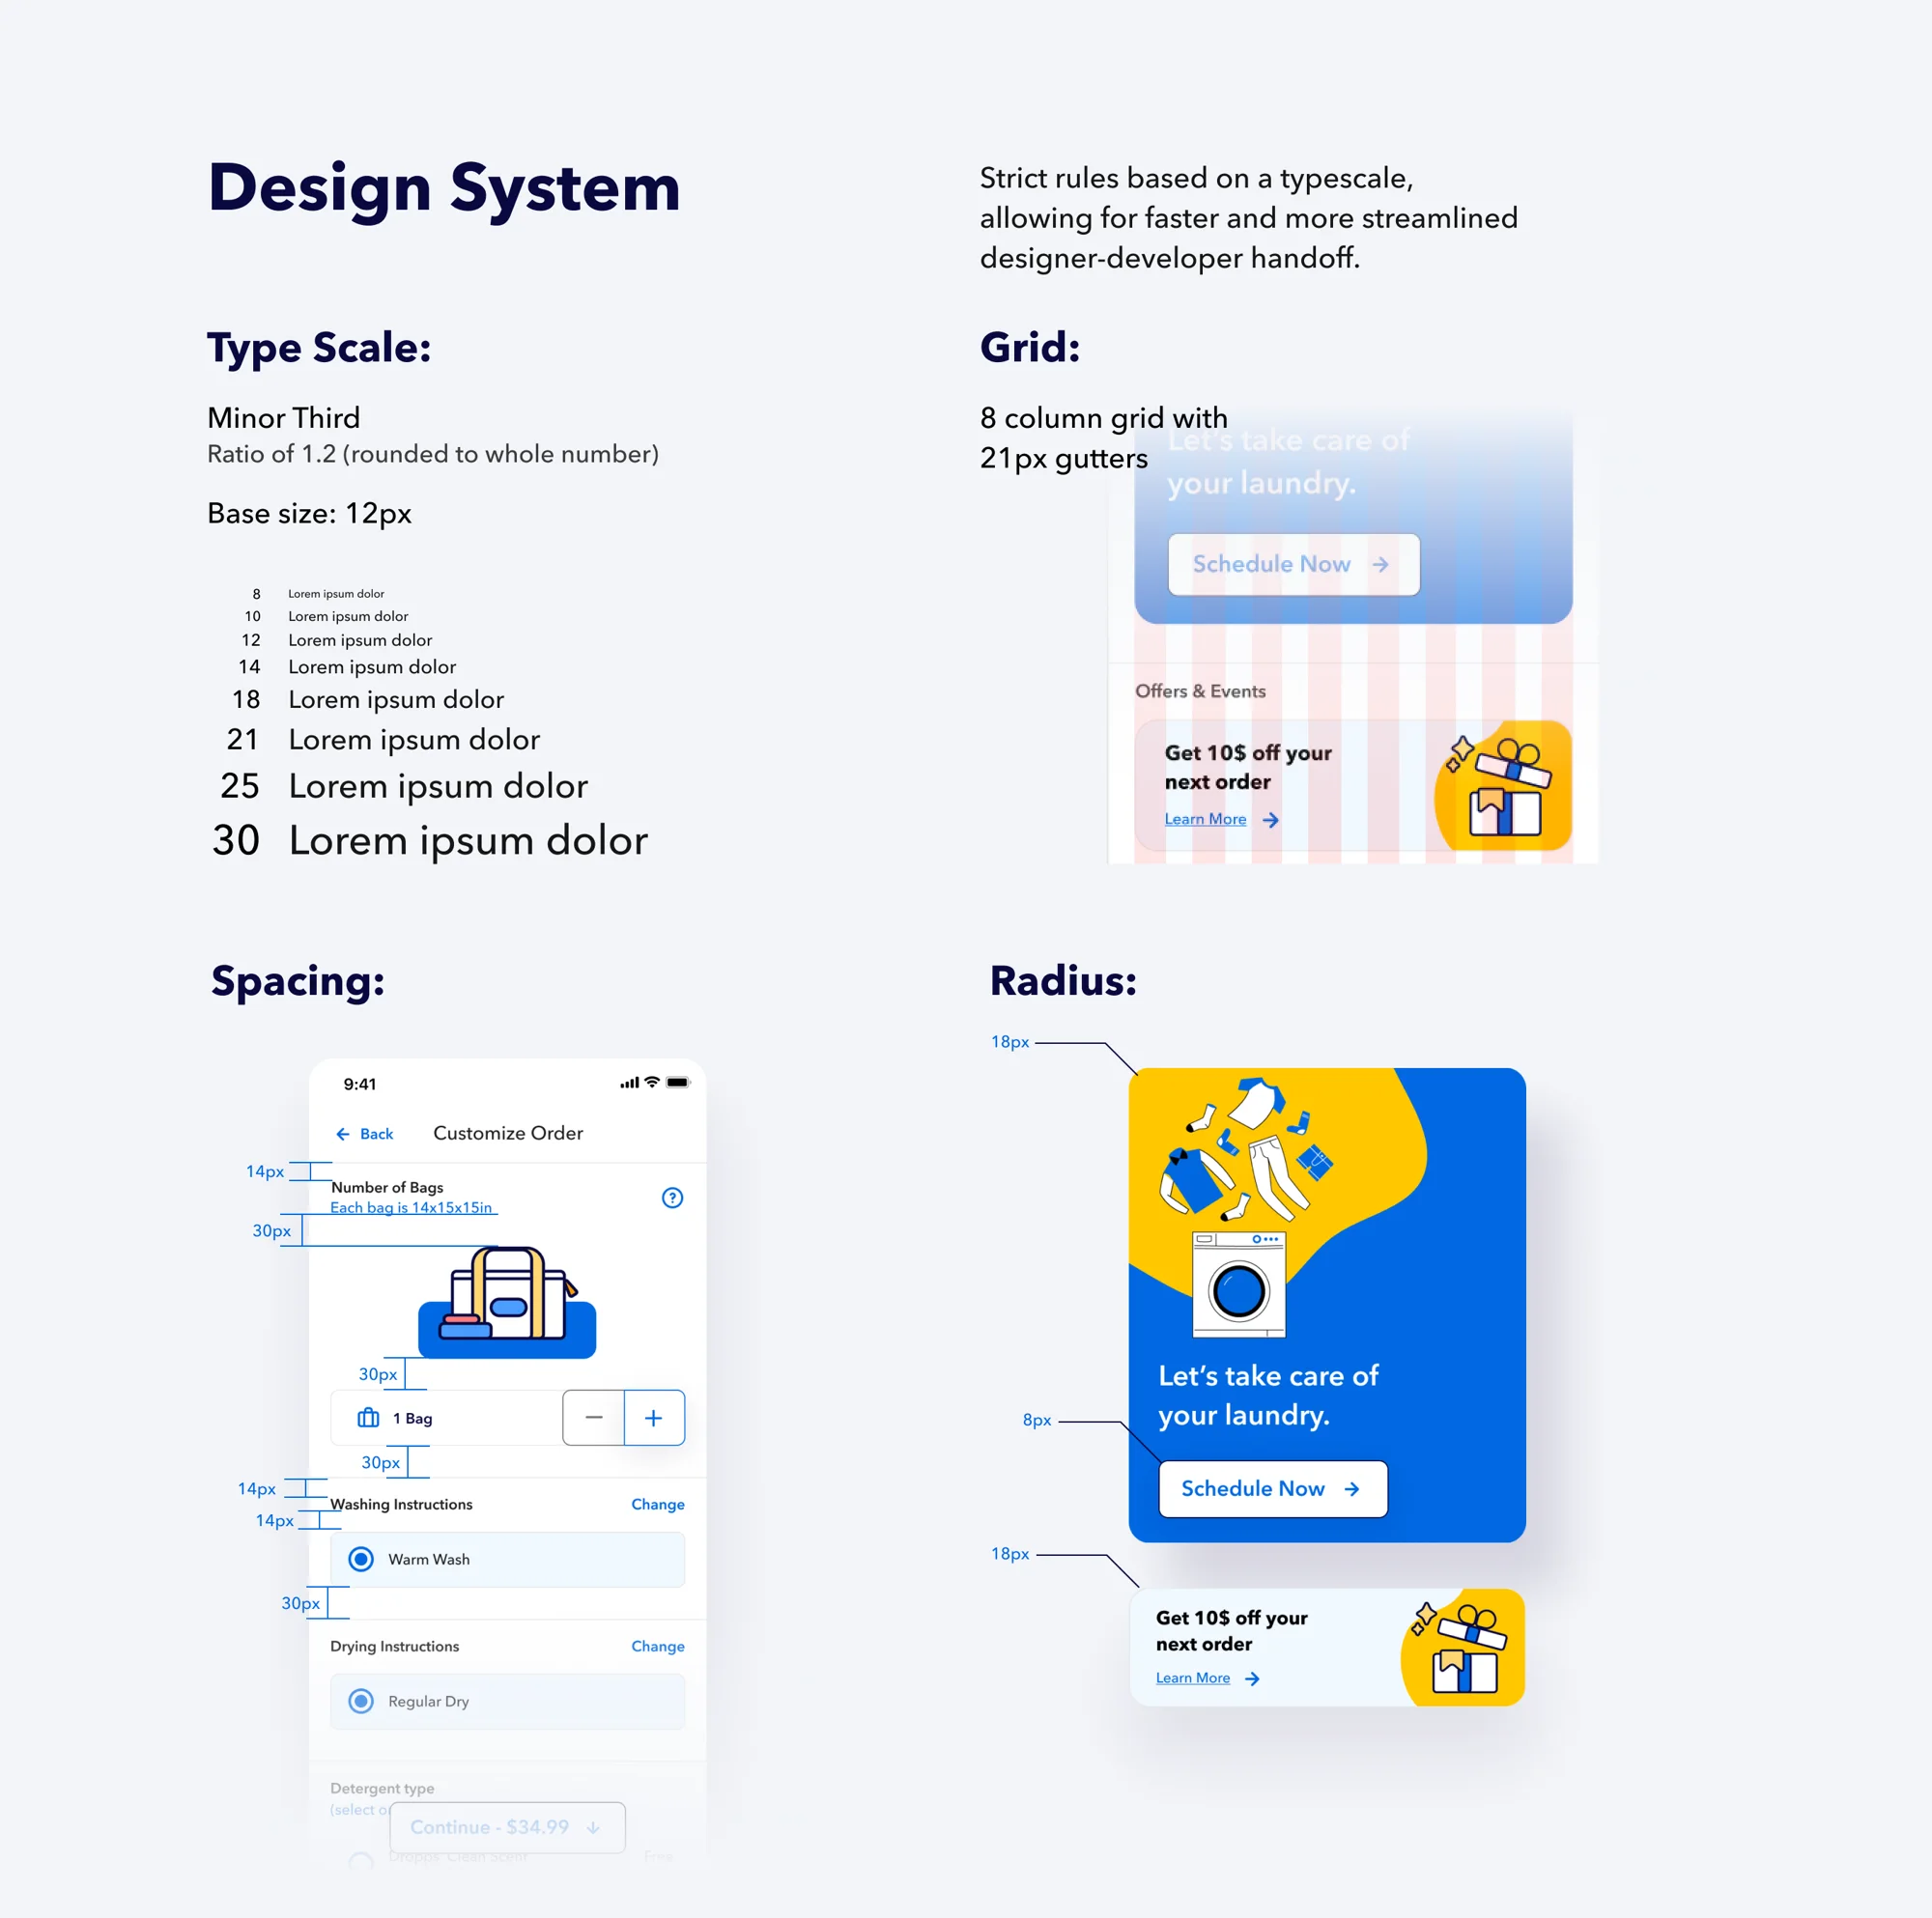 Design System
Strict rules based on a typescale,
allowing for faster and more streamlined
designer-developer handoff.
Type Scale:
Minor Third
Ratio of 1.2 (rounded to whole number)
Base size: 12px
8 Lorem ipsum dolor
10 Lorem ipsum dolor
12 Lorem ipsum dolor
14 Lorem ipsum dolor
18 Lorem ipsum dolor
21 Lorem ipsum dolor
25 Lorem ipsum dolor
30 Lorem ipsum dolor
Grid:
8 column grid with
21px gutters
Let's take care of
your laundry.
Schedule Now
Offers & Events
Get 10$ off your
next order
Learn More
Spacing:
9:41
Back Customize Order
14px
Number of Bags
Each bag is 14x15x15in
30px
30px
1 Bag
30px
14px
Washing Instructions Change
14px
Warm Wash
30px
Drying Instructions Change
Regular Dry
Detergent type
(select
Continue - $34.99
Dropps Clean Scent Free
Radius:
18px
Let's take care of
your laundry.
8px
Schedule Now
18px
Get 10$ off your
next order
Learn More